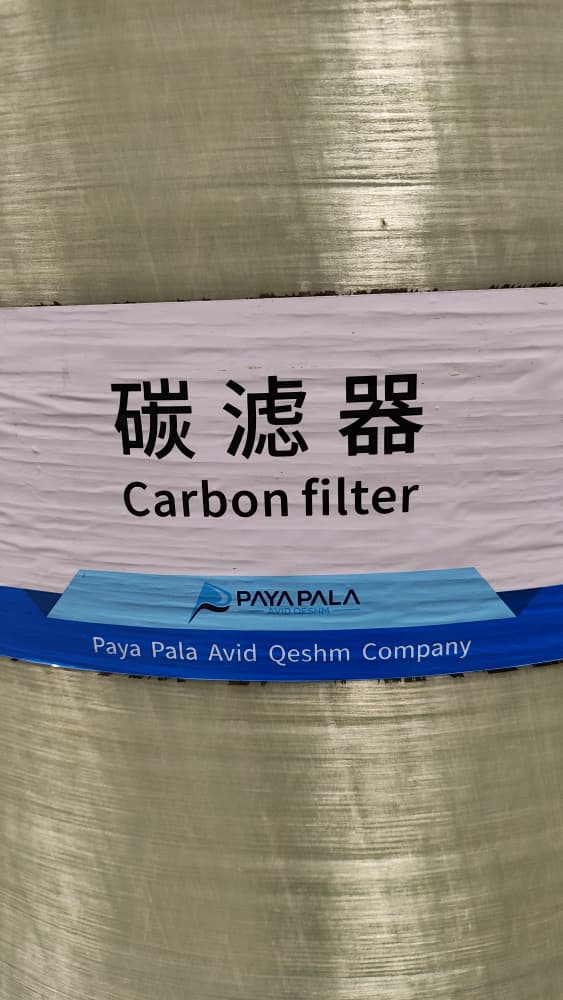 碳滤器
Carbon filter
PAYA PALA
AVID QESHM
Paya Pala Avid Qeshm Company